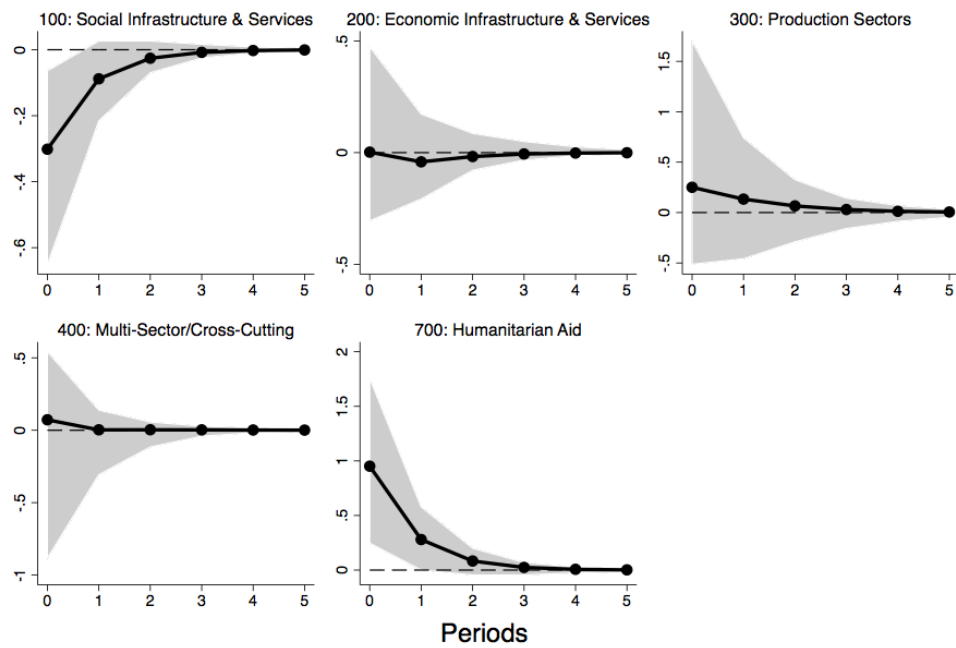 100: Social Infrastructure & Services
0
-.2
-.4
-.6
0 1 2 3 4 5
200: Economic Infrastructure & Services
.5
0
-.5
0 1 2 3 4 5
300: Production Sectors
1.5
1
.5
0
-.5
0 1 2 3 4 5
400: Multi-Sector/Cross-Cutting
.5
0
-.5
-1
0 1 2 3 4 5
700: Humanitarian Aid
2
1.5
1
.5
0
0 1 2 3 4 5
Periods